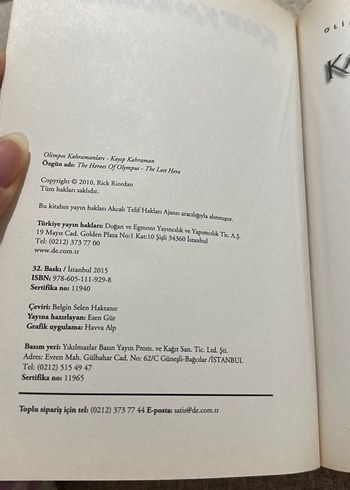 Olimpos Kahramanları - Kayıp Kahraman
Özgün adı: The Heroes Of Olympus - The Lost Hero
Copyright © 2010, Rick Riordan
Tüm hakları saklıdır.
Bu kitabın yayın hakları Akcalı Telif Hakları Ajansı aracılığıyla alınmıştır.
Türkiye yayın hakları: Doğan ve Egmont Yayıncılık ve Yapımcılık Tic. A.Ş.
19 Mayıs Cad. Golden Plaza No:1 Kat:10 Şişli 34360 İstanbul
Tel: (0212) 373 77 00
www.de.com.tr
32. Baskı / İstanbul 2015
ISBN: 978-605-111-929-8
Sertifika no: 11940
Çeviri: Belgin Selen Haktanır
Yayına hazırlayan: Esen Gür
Grafik uygulama: Havva Alp
Basım yeri: Yıkılmazlar Basın Yayın Prom. ve Kağıt San. Tic. Ltd. Şti.
Adres: Evren Mah. Gülbahar Cad. No: 62/C Güneşli-Bağcılar /İSTANBUL
Tel: (0212) 515 49 47
Sertifika no: 11965
Toplu sipariş için tel: (0212) 373 77 44 E-posta: satis@de.com.tr